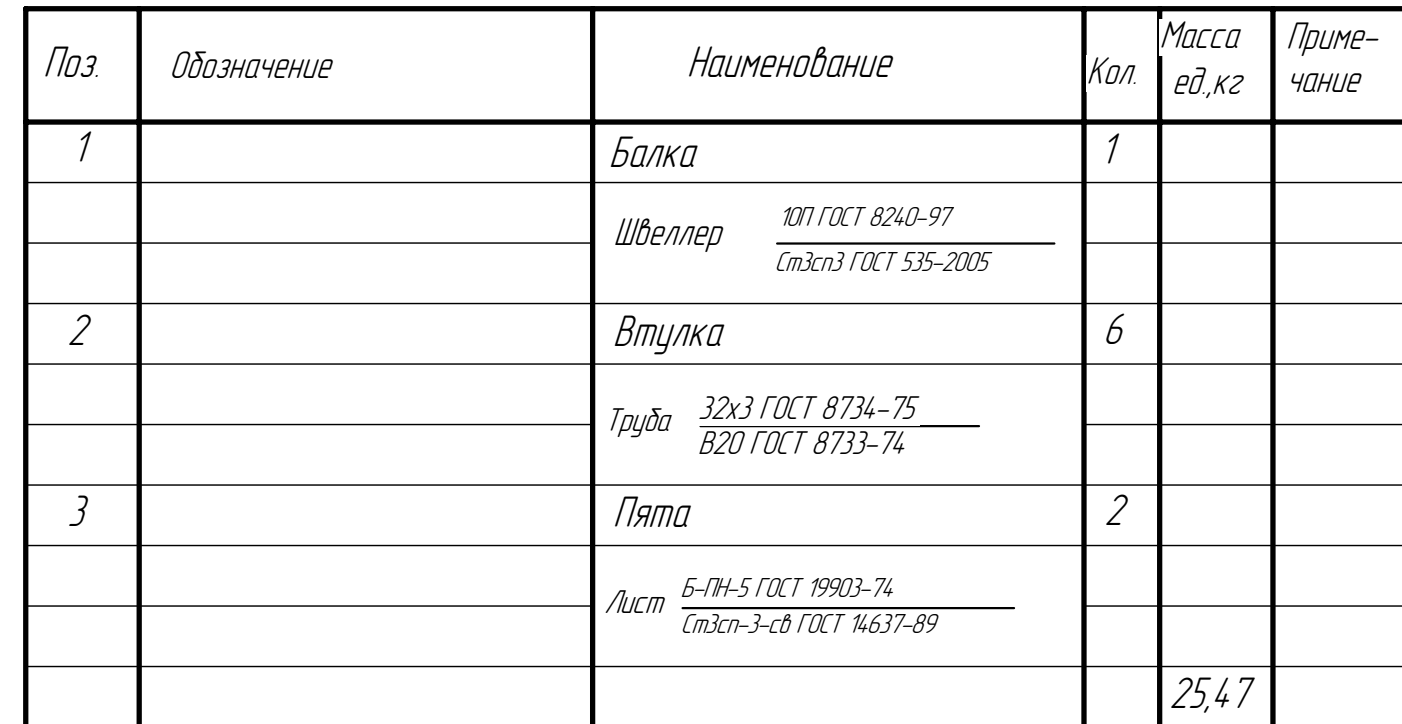 Поз. Обозначение Наименование Кол. Масса ед.,кг Приме-чание
1 Балка 1
Швеллер 10П ГОСТ 8240-97
Ст3сп3 ГОСТ 535-2005
2 Втулка 6
Труба 32х3 ГОСТ 8734-75
В20 ГОСТ 8733-74
3 Пята 2
Лист Б-ПН-5 ГОСТ 19903-74
Ст3сп-3-св ГОСТ 14637-89
25,47